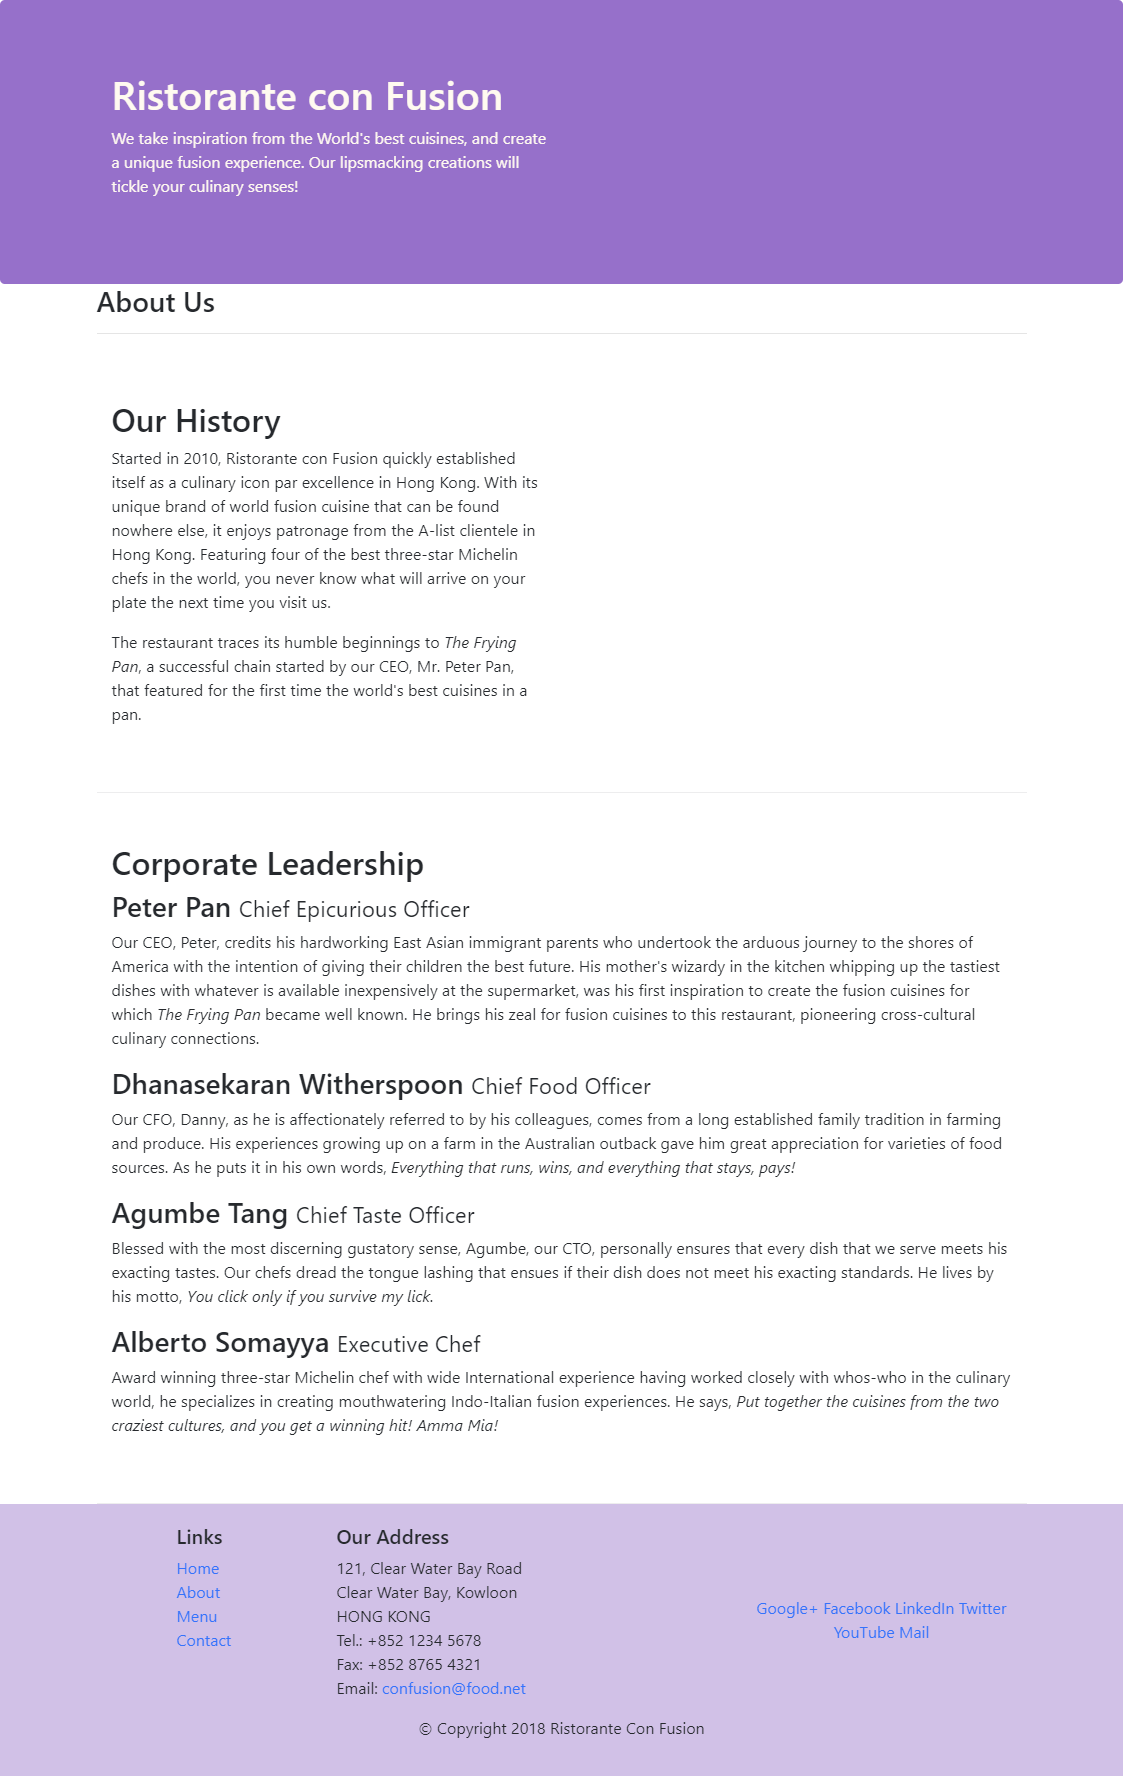 Ristorante con Fusion
We take inspiration from the World's best cuisines, and create
a unique fusion experience. Our lipsmacking creations will
tickle your culinary senses!
About Us
Our History
Started in 2010, Ristorante con Fusion quickly established
itself as a culinary icon par excellence in Hong Kong. With its
unique brand of world fusion cuisine that can be found
nowhere else, it enjoys patronage from the A-list clientele in
Hong Kong. Featuring four of the best three-star Michelin
chefs in the world, you never know what will arrive on your
plate the next time you visit us.
The restaurant traces its humble beginnings to The Frying
Pan, a successful chain started by our CEO, Mr. Peter Pan,
that featured for the first time the world's best cuisines in a
pan.
Corporate Leadership
Peter Pan Chief Epicurious Officer
Our CEO, Peter, credits his hardworking East Asian immigrant parents who undertook the arduous journey to the shores of
America with the intention of giving their children the best future. His mother's wizardy in the kitchen whipping up the tastiest
dishes with whatever is available inexpensively at the supermarket, was his first inspiration to create the fusion cuisines for
which The Frying Pan became well known. He brings his zeal for fusion cuisines to this restaurant, pioneering cross-cultural
culinary connections.
Dhanasekaran Witherspoon Chief Food Officer
Our CFO, Danny, as he is affectionately referred to by his colleagues, comes from a long established family tradition in farming
and produce. His experiences growing up on a farm in the Australian outback gave him great appreciation for varieties of food
sources. As he puts it in his own words, Everything that runs, wins, and everything that stays, pays!
Agumbe Tang Chief Taste Officer
Blessed with the most discerning gustatory sense, Agumbe, our CTO, personally ensures that every dish that we serve meets his
exacting tastes. Our chefs dread the tongue lashing that ensues if their dish does not meet his exacting standards. He lives by
his motto, You click only if you survive my lick.
Alberto Somayya Executive Chef
Award winning three-star Michelin chef with wide International experience having worked closely with whos-who in the culinary
world, he specializes in creating mouthwatering Indo-Italian fusion experiences. He says, Put together the cuisines from the two
craziest cultures, and you get a winning hit! Amma Mia!
Links
Home
About
Menu
Contact
Our Address
121, Clear Water Bay Road
Clear Water Bay, Kowloon
HONG KONG
Tel.: +852 1234 5678
Fax: +852 8765 4321
Email: confusion@food.net
Google+ Facebook LinkedIn Twitter
YouTube Mail
© Copyright 2018 Ristorante Con Fusion